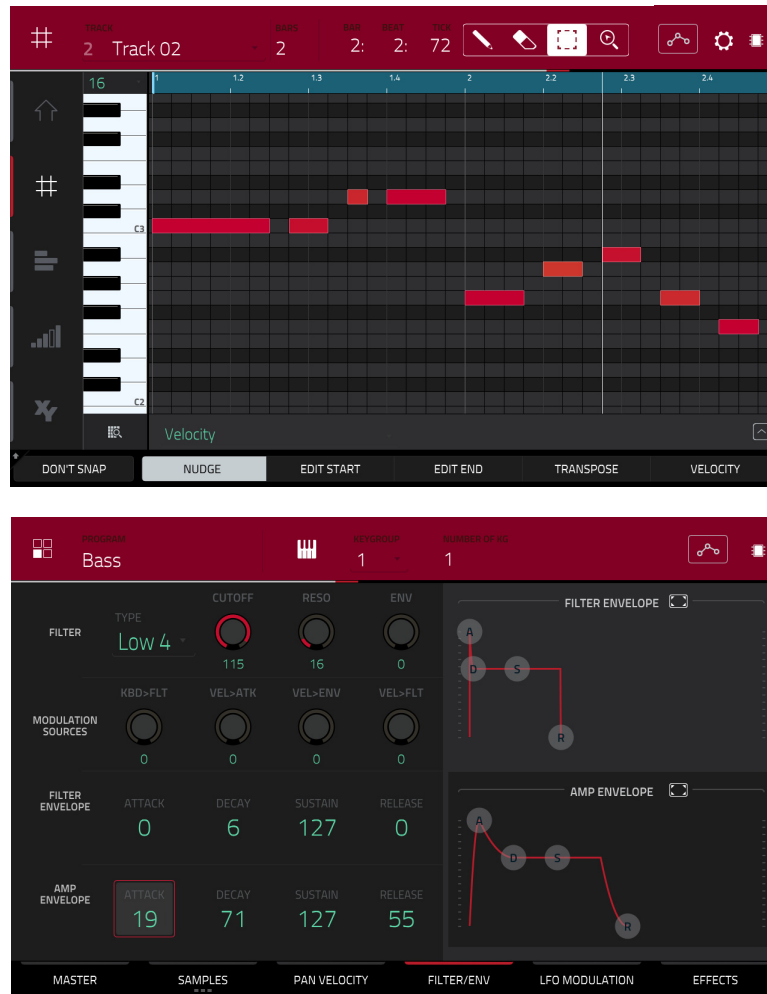 TRACK BARS BAR BEAT TICK
2 Track 02 2 2: 2: 72
16 1 1.2 1.3 1.4 2 2.2 2.3 2.4
C3
C2
XY
Velocity
DON'T SNAP NUDGE EDIT START EDIT END TRANSPOSE VELOCITY
PROGRAM KEYGROUP NUMBER OF KG
Bass 1 1
CUTOFF RESO ENV FILTER ENVELOPE
TYPE A
FILTER Low 4
115 16 0 D S
KBD>FLT VEL>ATK VEL>ENV VEL>FLT
MODULATION
SOURCES R
0 0 0 0
FILTER
ENVELOPE ATTACK DECAY SUSTAIN RELEASE AMP ENVELOPE
0 6 127 0 A
D S
AMP
ENVELOPE ATTACK DECAY SUSTAIN RELEASE
19 71 127 55 R
MASTER SAMPLES PAN VELOCITY FILTER/ENV LFO MODULATION EFFECTS